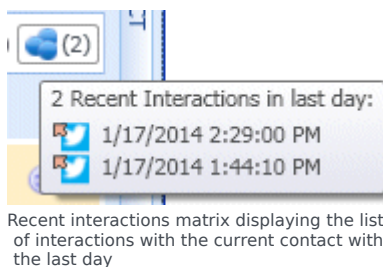 (2)
2 Recent Interactions in last day:
1/17/2014 2:29:00 PM
1/17/2014 1:44:10 PM
Recent interactions matrix displaying the list
of interactions with the current contact with
the last day